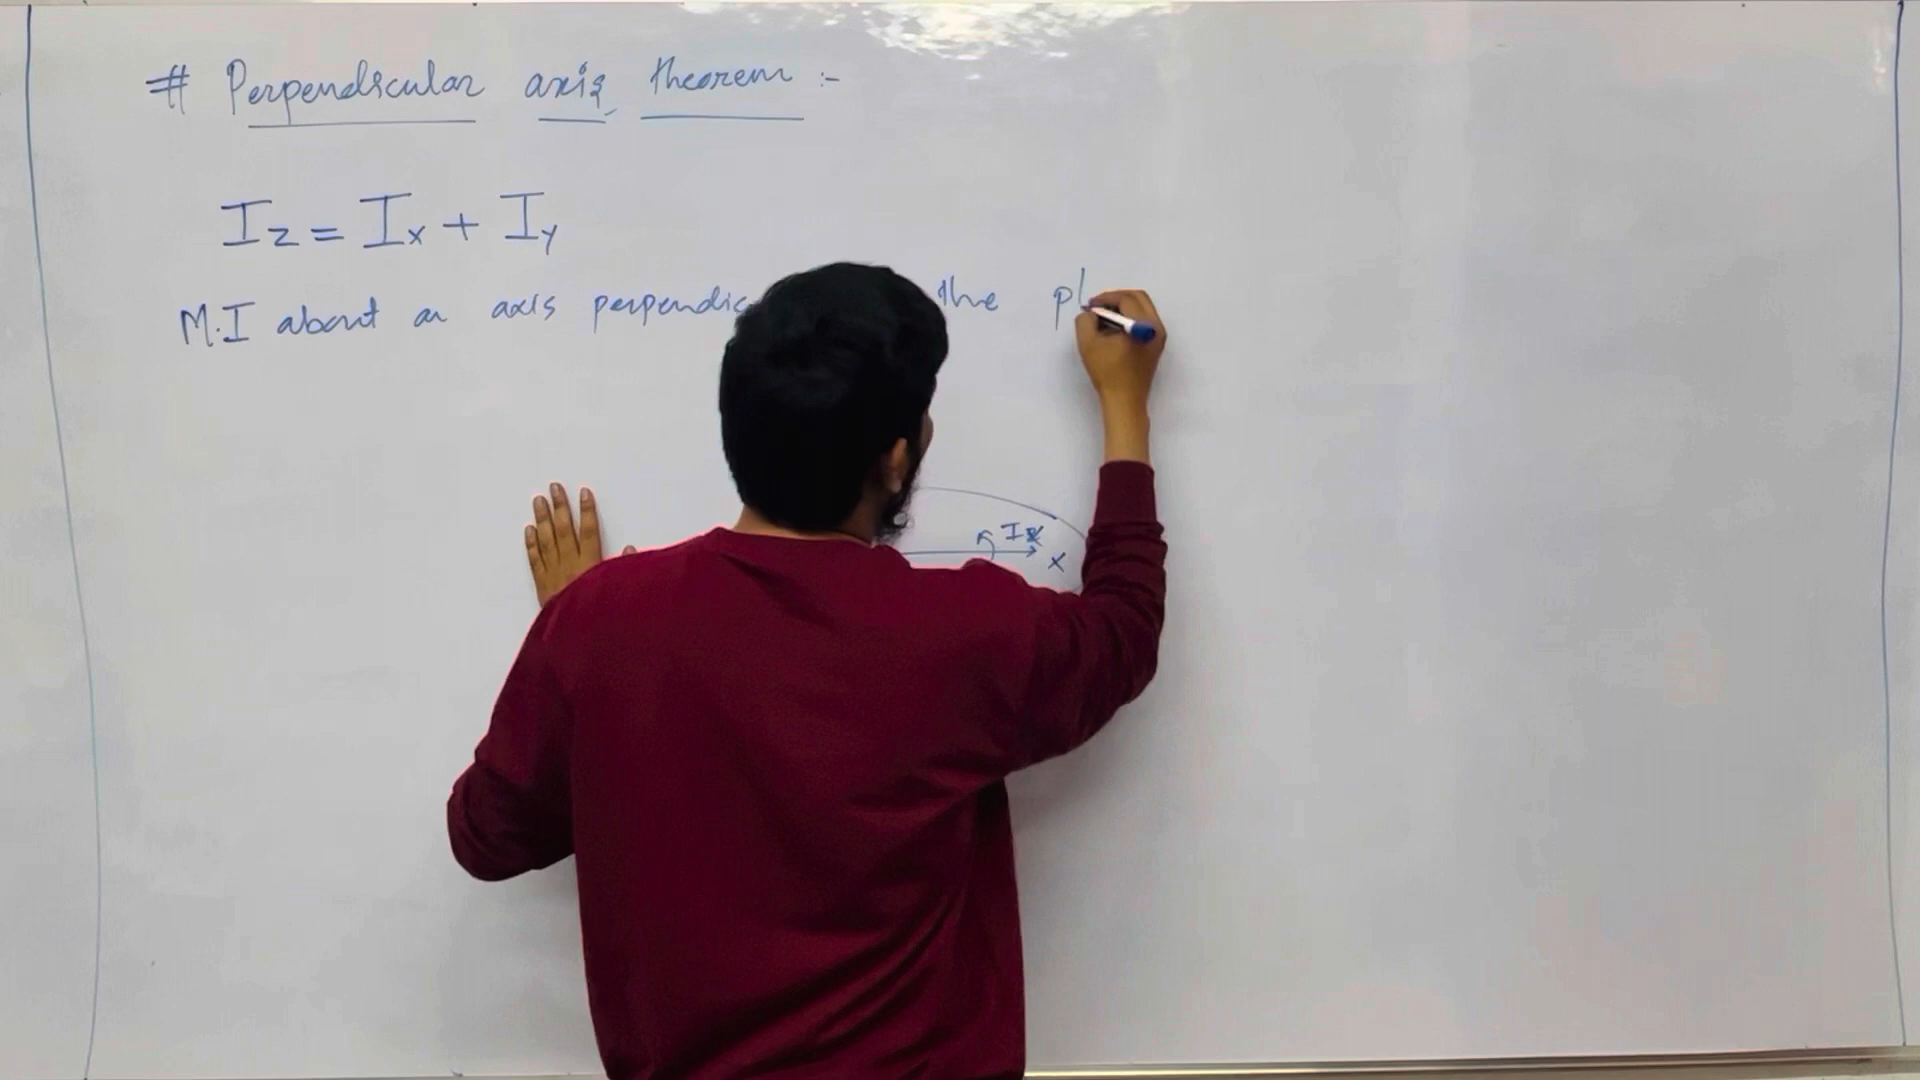 # Perpendicular axis theorem :-
Iz = Ix + Iy
M.I about an axis perpendic the pl
Ix
x